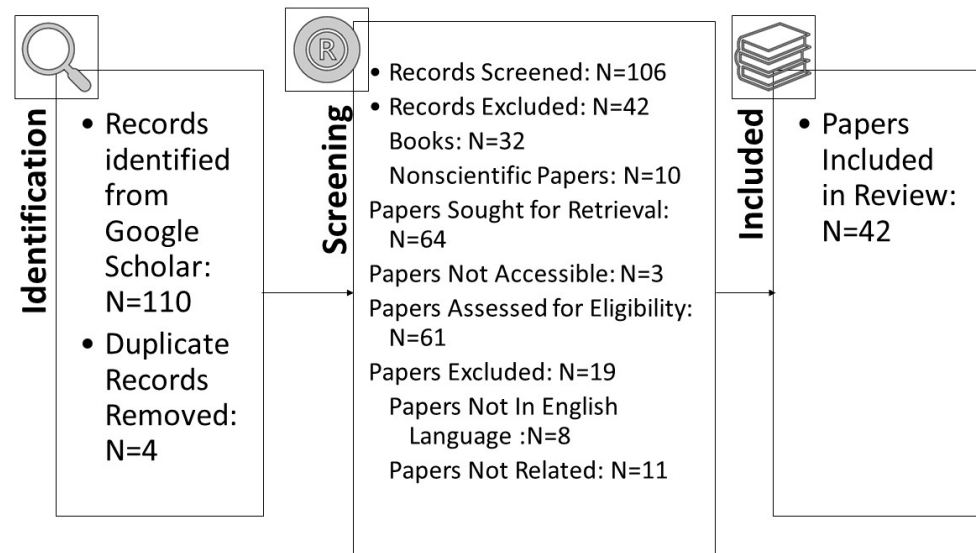 Identification
• Records
identified
from
Google
Scholar:
N=110
• Duplicate
Records
Removed:
N=4
R
Screening
• Records Screened: N=106
• Records Excluded: N=42
Books: N=32
Nonscientific Papers: N=10
Papers Sought for Retrieval:
N=64
Papers Not Accessible: N=3
Papers Assessed for Eligibility:
N=61
Papers Excluded: N=19
Papers Not In English
Language :N=8
Papers Not Related: N=11
Included
• Papers
Included
in Review:
N=42